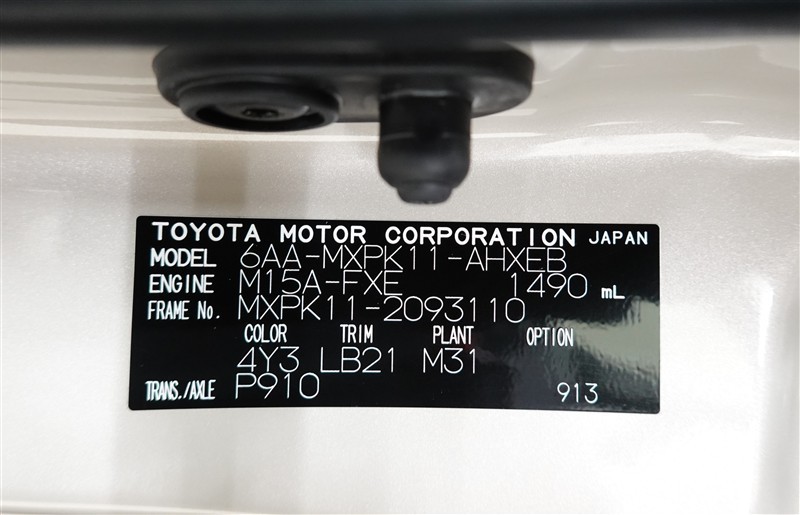 TOYOTA MOTOR CORPORATION JAPAN
MODEL 6AA-MXPK11-AHXEB
ENGINE M15A-FXE 1490 mL
FRAME No. MXPK11-2093110
COLOR TRIM PLANT OPTION
4Y3 LB21 M31
TRANS./AXLE P910 913